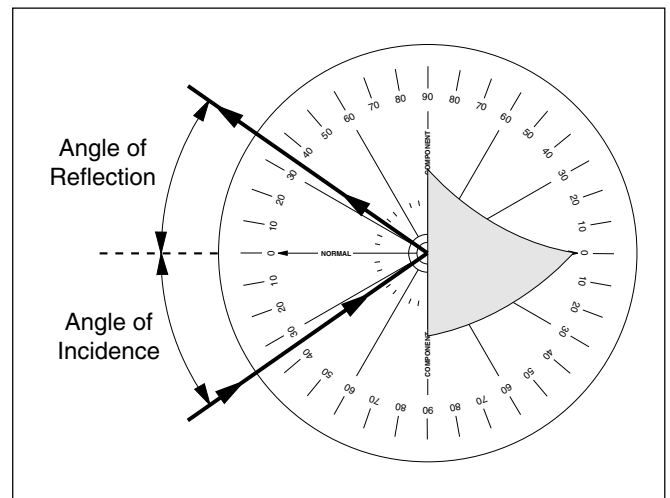 70 80 90 80 70
60 60
50 50
40 40
Angle of
Reflection
30 30
COMPONENT
20 20
10 10
0 NORMAL 0
10 10
20 20
Angle of
Incidence
30 30
COMPONENT
40 40
50 50
60 60
70 80 90 80 70